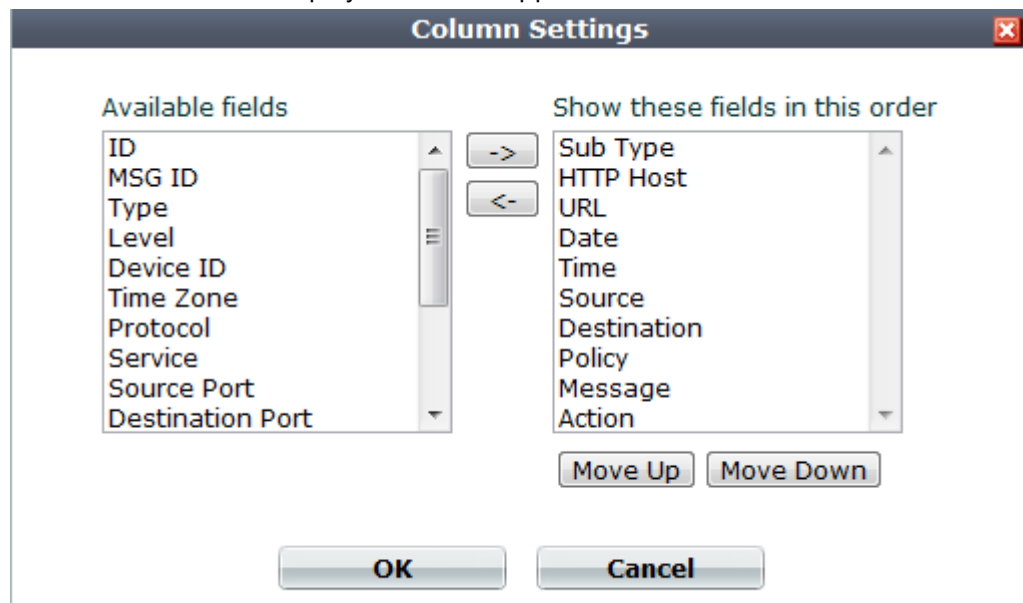 Column Settings
Available fields
Show these fields in this order
ID
MSG ID
Type
Level
Device ID
Time Zone
Protocol
Service
Source Port
Destination Port
->
<-
Sub Type
HTTP Host
URL
Date
Time
Source
Destination
Policy
Message
Action
Move Up
Move Down
OK
Cancel